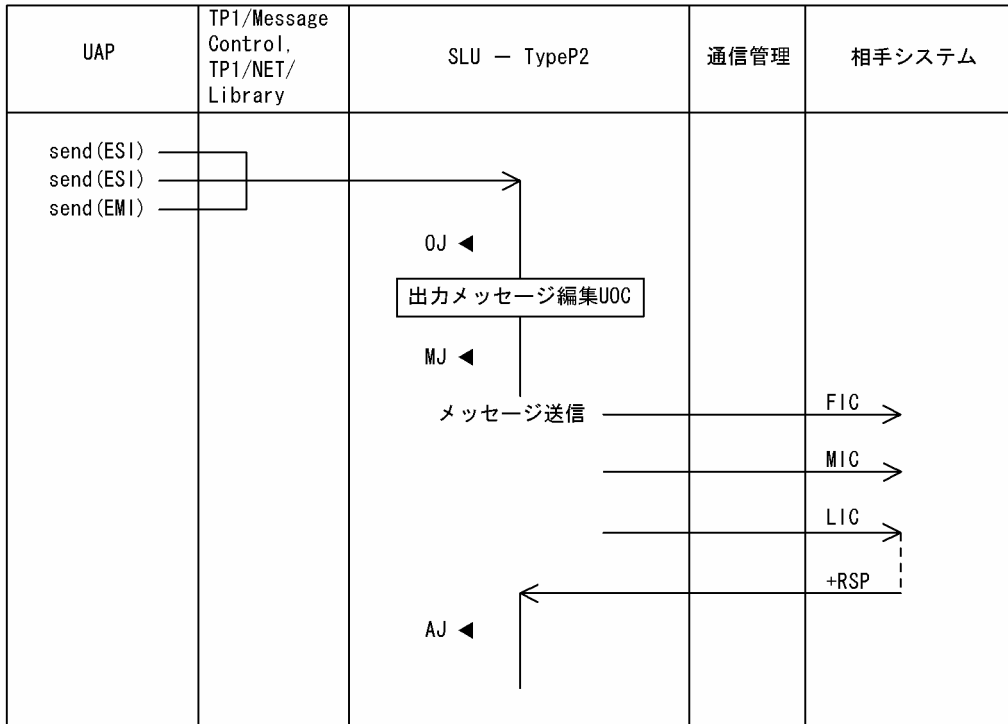 UAP
TP1/Message
Control,
TP1/NET/
Library
SLU － TypeP2
通信管理
相手システム
send(ESI)
send(ESI)
send(EMI)
OJ
出力メッセージ編集UOC
MJ
メッセージ送信
FIC
MIC
LIC
+RSP
AJ